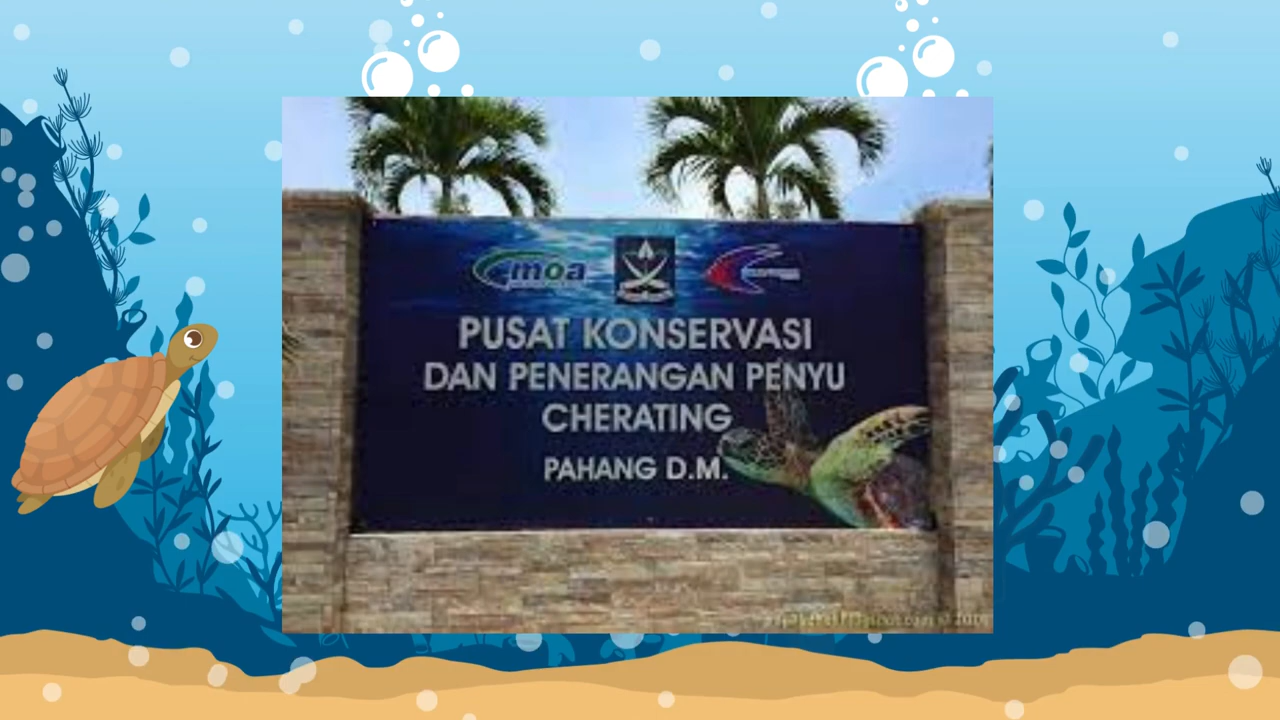 moa
PUSAT KONSERVASI
DAN PENERANGAN PENYU
CHERATING
PAHANG D.M.